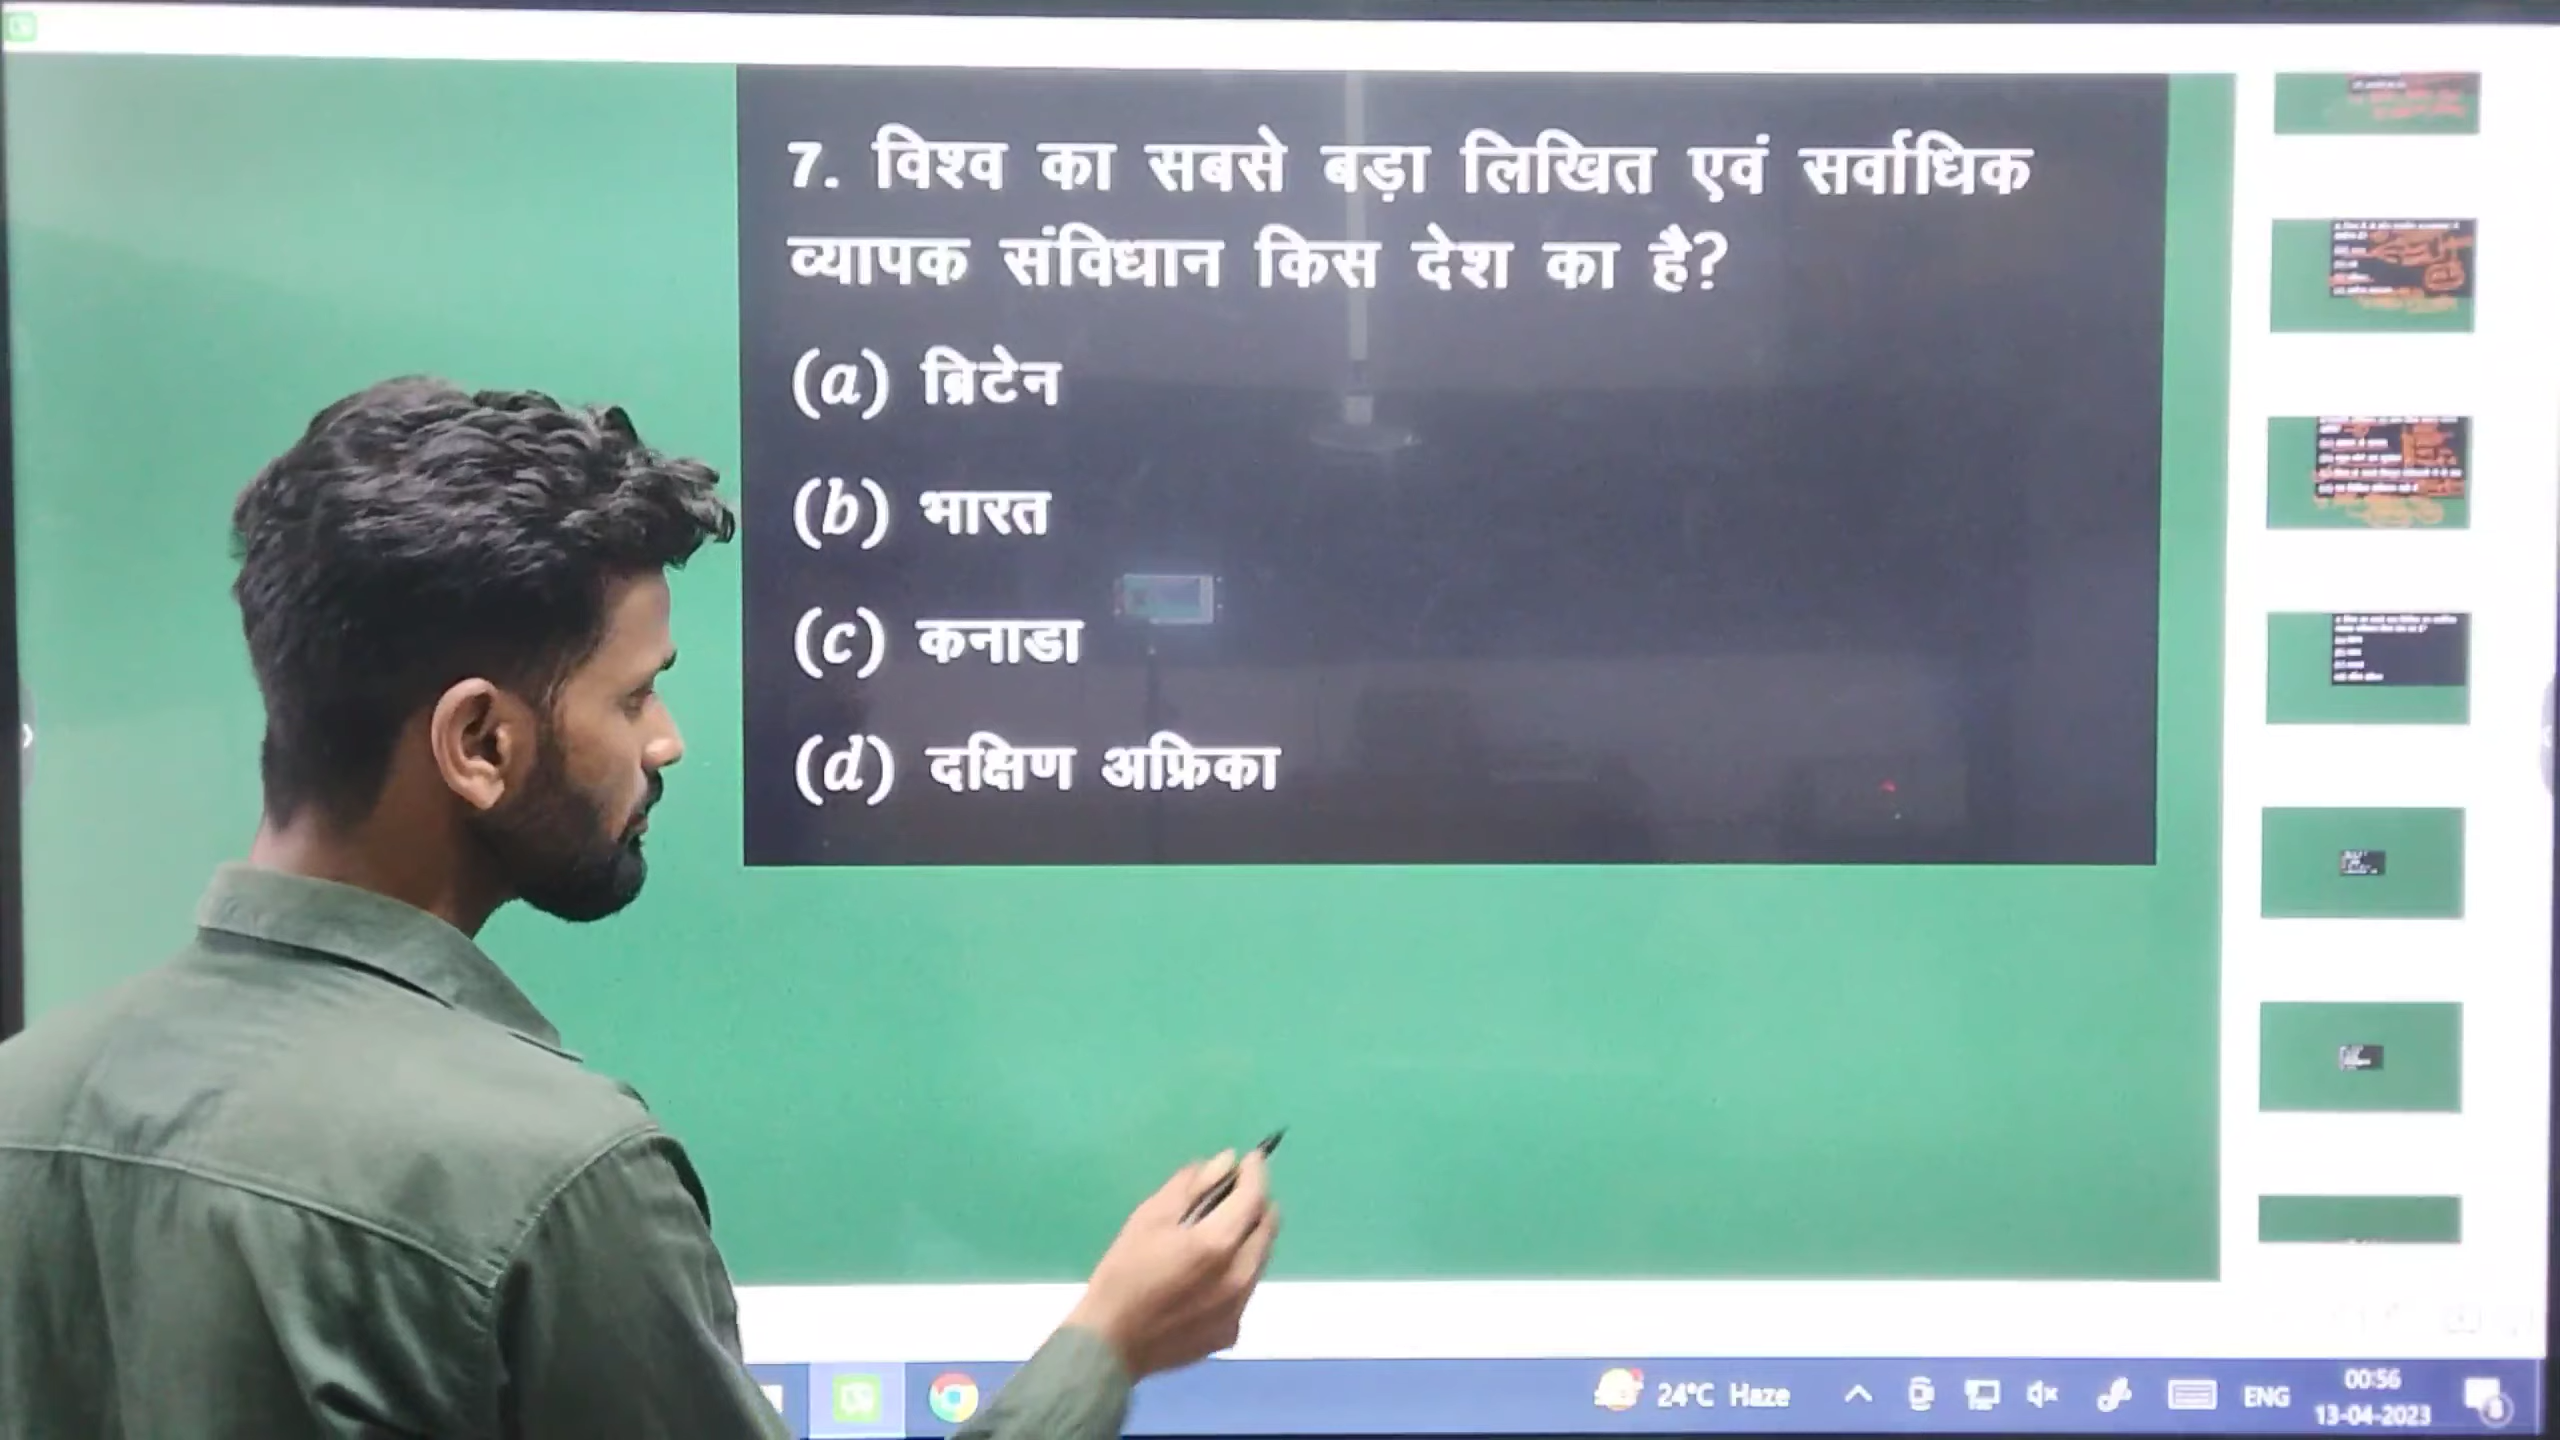 7. विश्व का सबसे बड़ा लिखित एवं सर्वाधिक
व्यापक संविधान किस देश का है?
(a) ब्रिटेन
(b) भारत
(c) कनाडा
(d) दक्षिण अफ्रिका
24°C Haze
ENG
00:56
13-04-2023